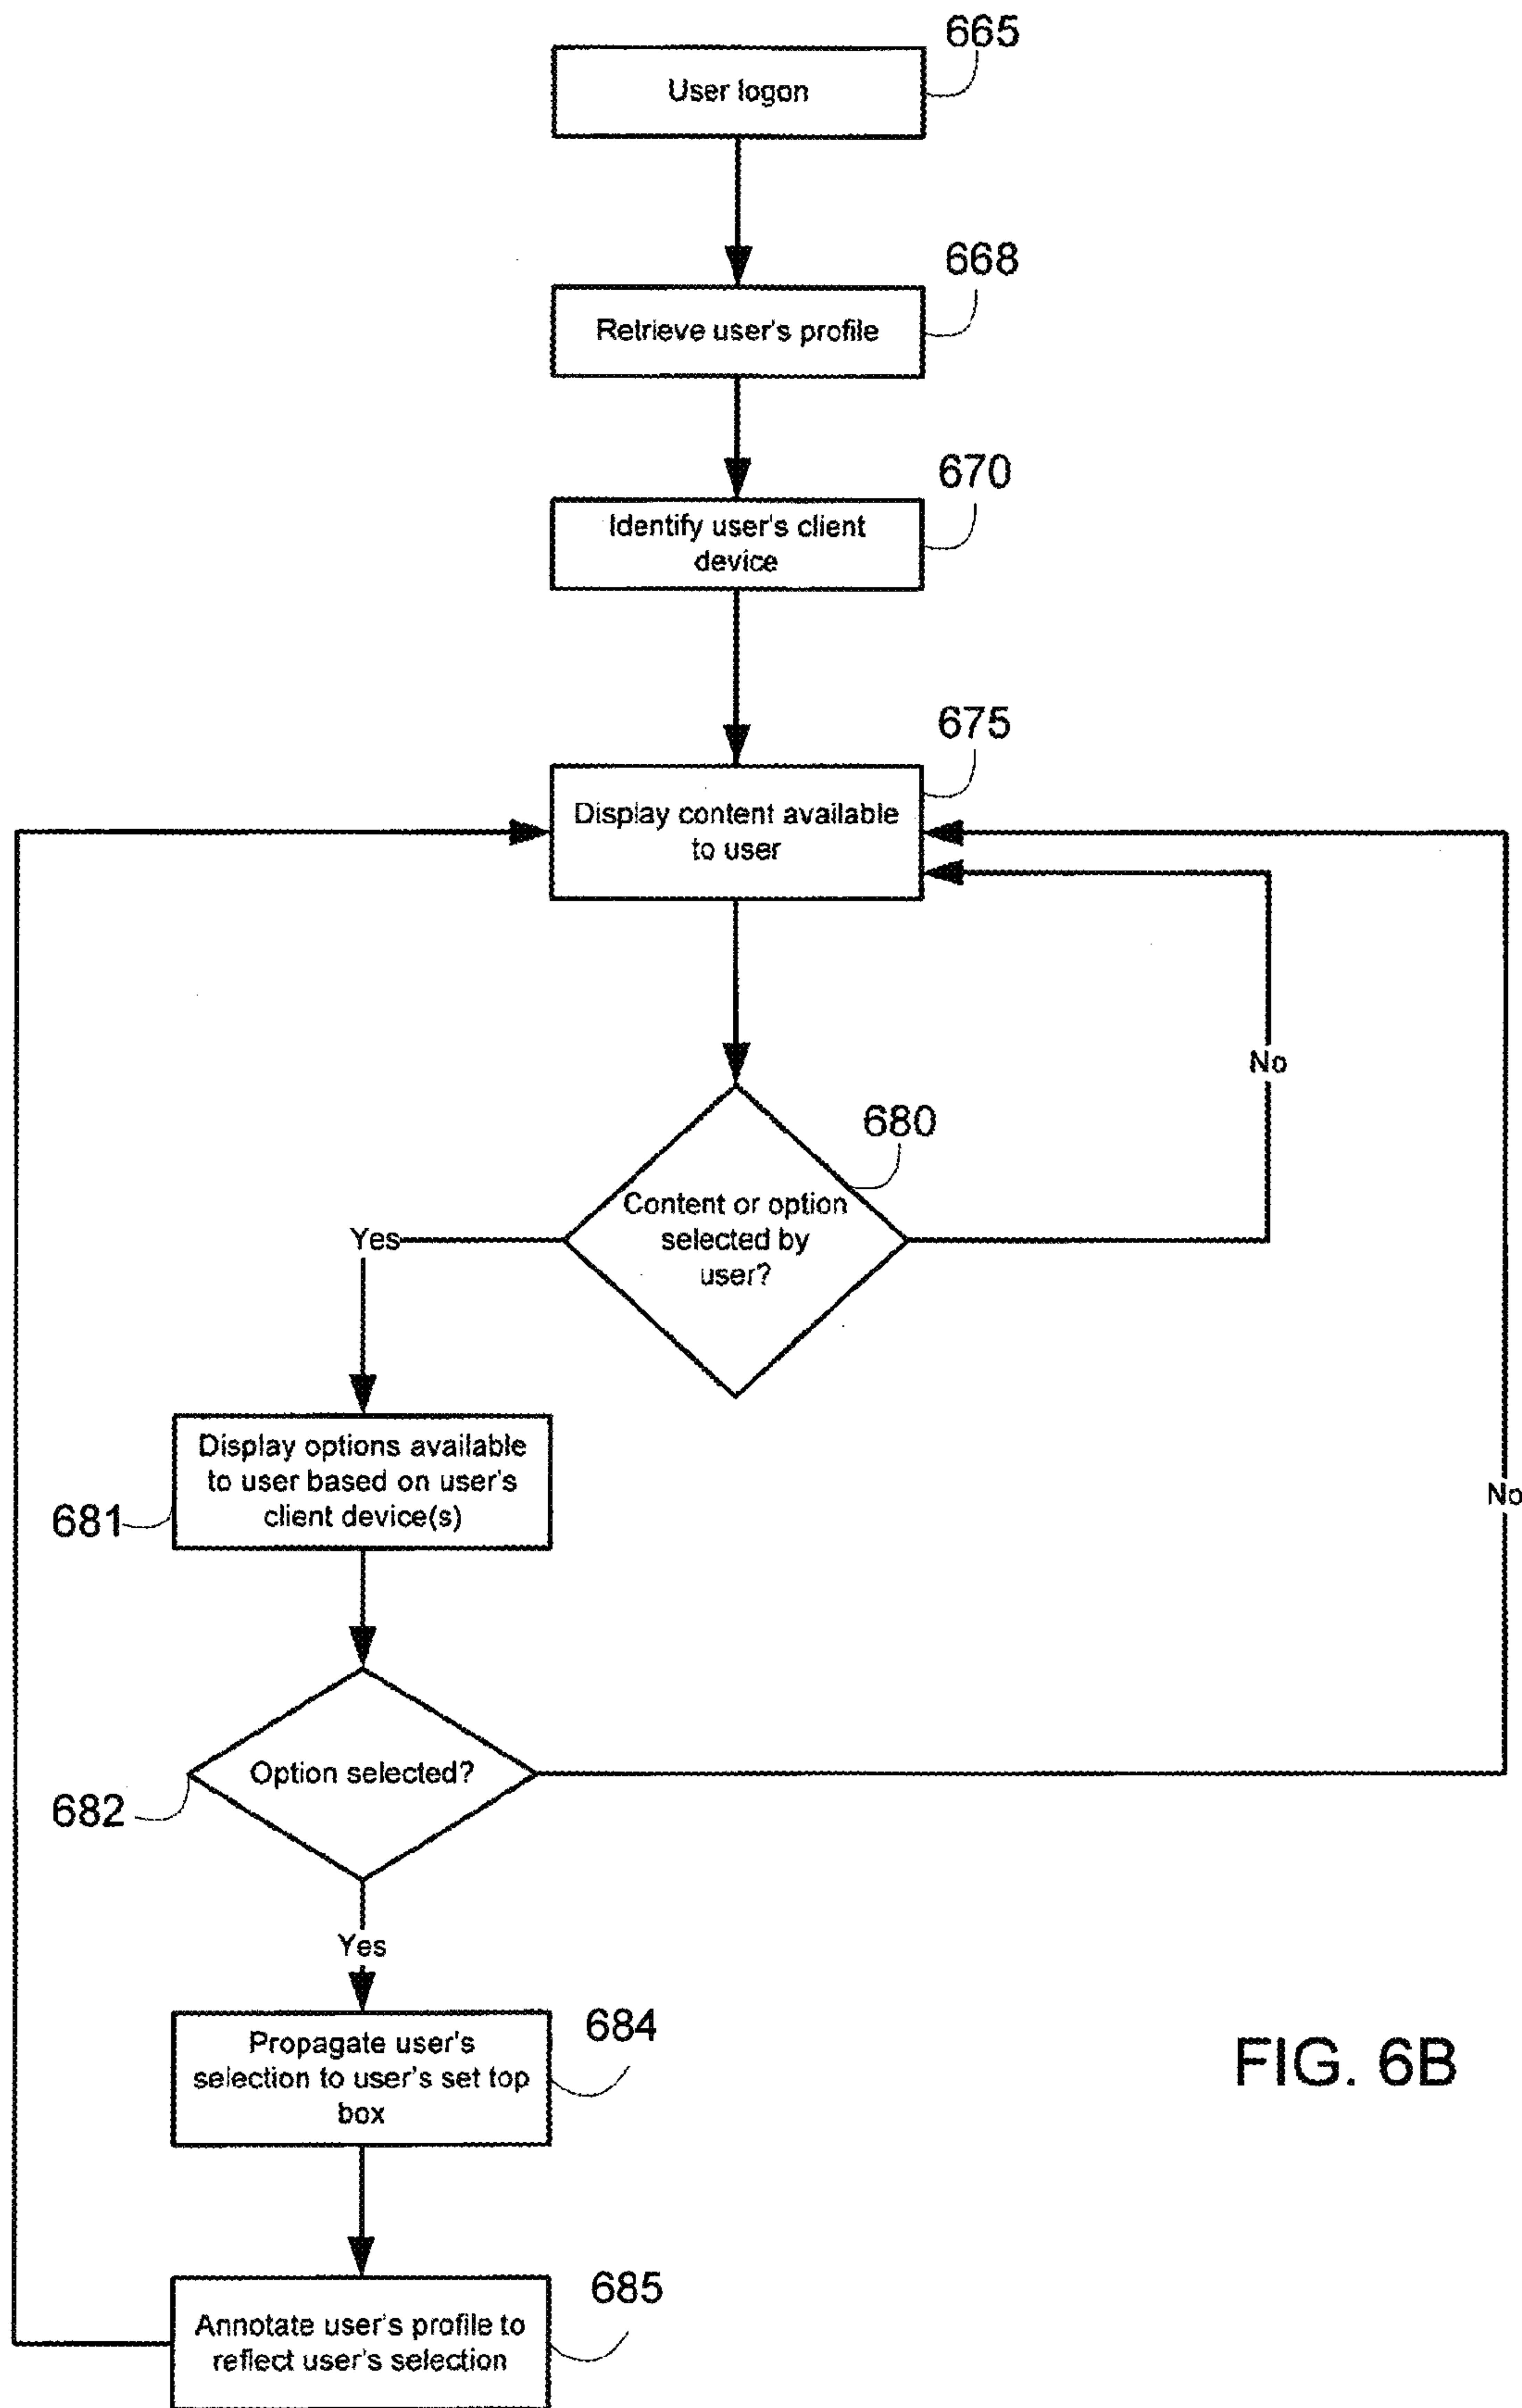 665
User logon
668
Retrieve user's profile
670
Identify user's client
device
675
Display content available
to user
No
680
Content or option
selected by
user?
Yes
Display options available
to user based on user's
client device(s)
681
No
Option selected?
682
Yes
684
Propagate user's
selection to user's set top
box
FIG. 6B
685
Annotate user's profile to
reflect user's selection